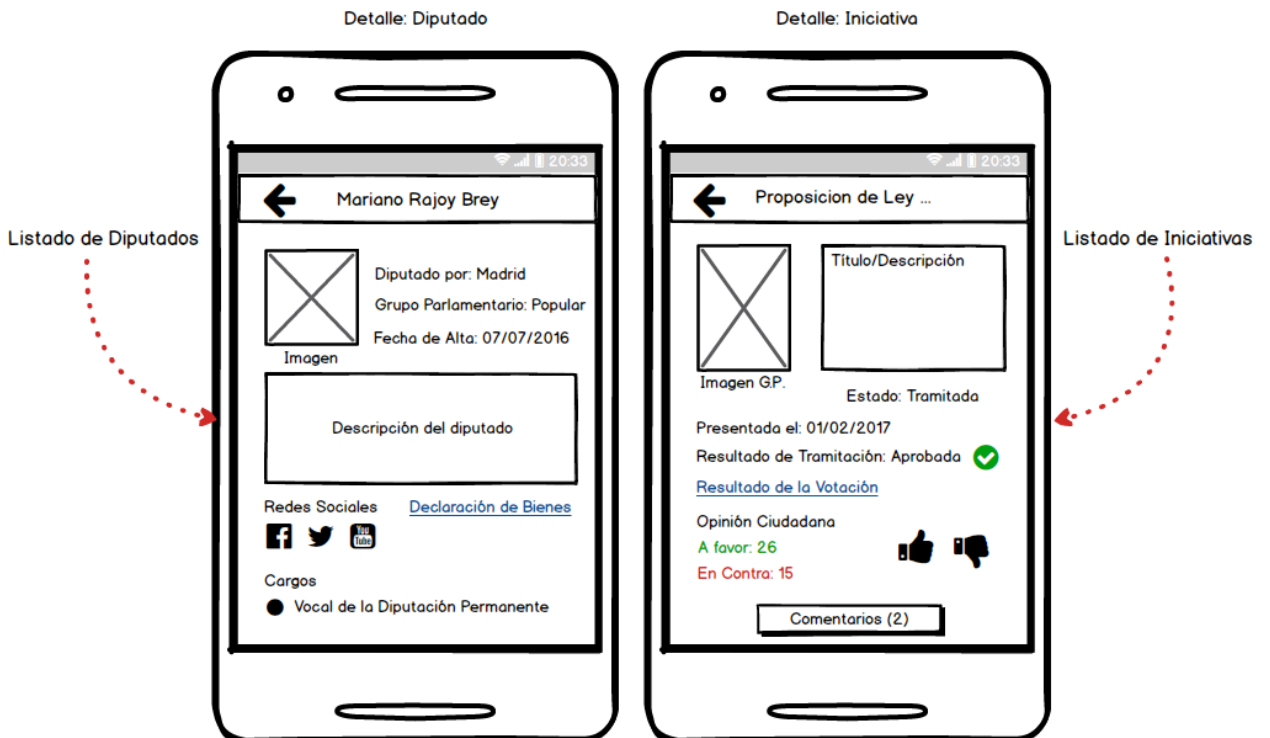 Detalle: Diputado
Detalle: Iniciativa
Listado de Diputados
Listado de Iniciativas
20:33
Mariano Rajoy Brey
Diputado por: Madrid
Grupo Parlamentario: Popular
Fecha de Alta: 07/07/2016
Imagen
Descripción del diputado
Redes Sociales
Declaración de Bienes
You
Tube
Cargos
Vocal de la Diputación Permanente
20:33
Proposicion de Ley ...
Título/Descripción
Imagen G.P.
Estado: Tramitada
Presentada el: 01/02/2017
Resultado de Tramitación: Aprobada
Resultado de la Votación
Opinión Ciudadana
A favor: 26
En Contra: 15
Comentarios (2)